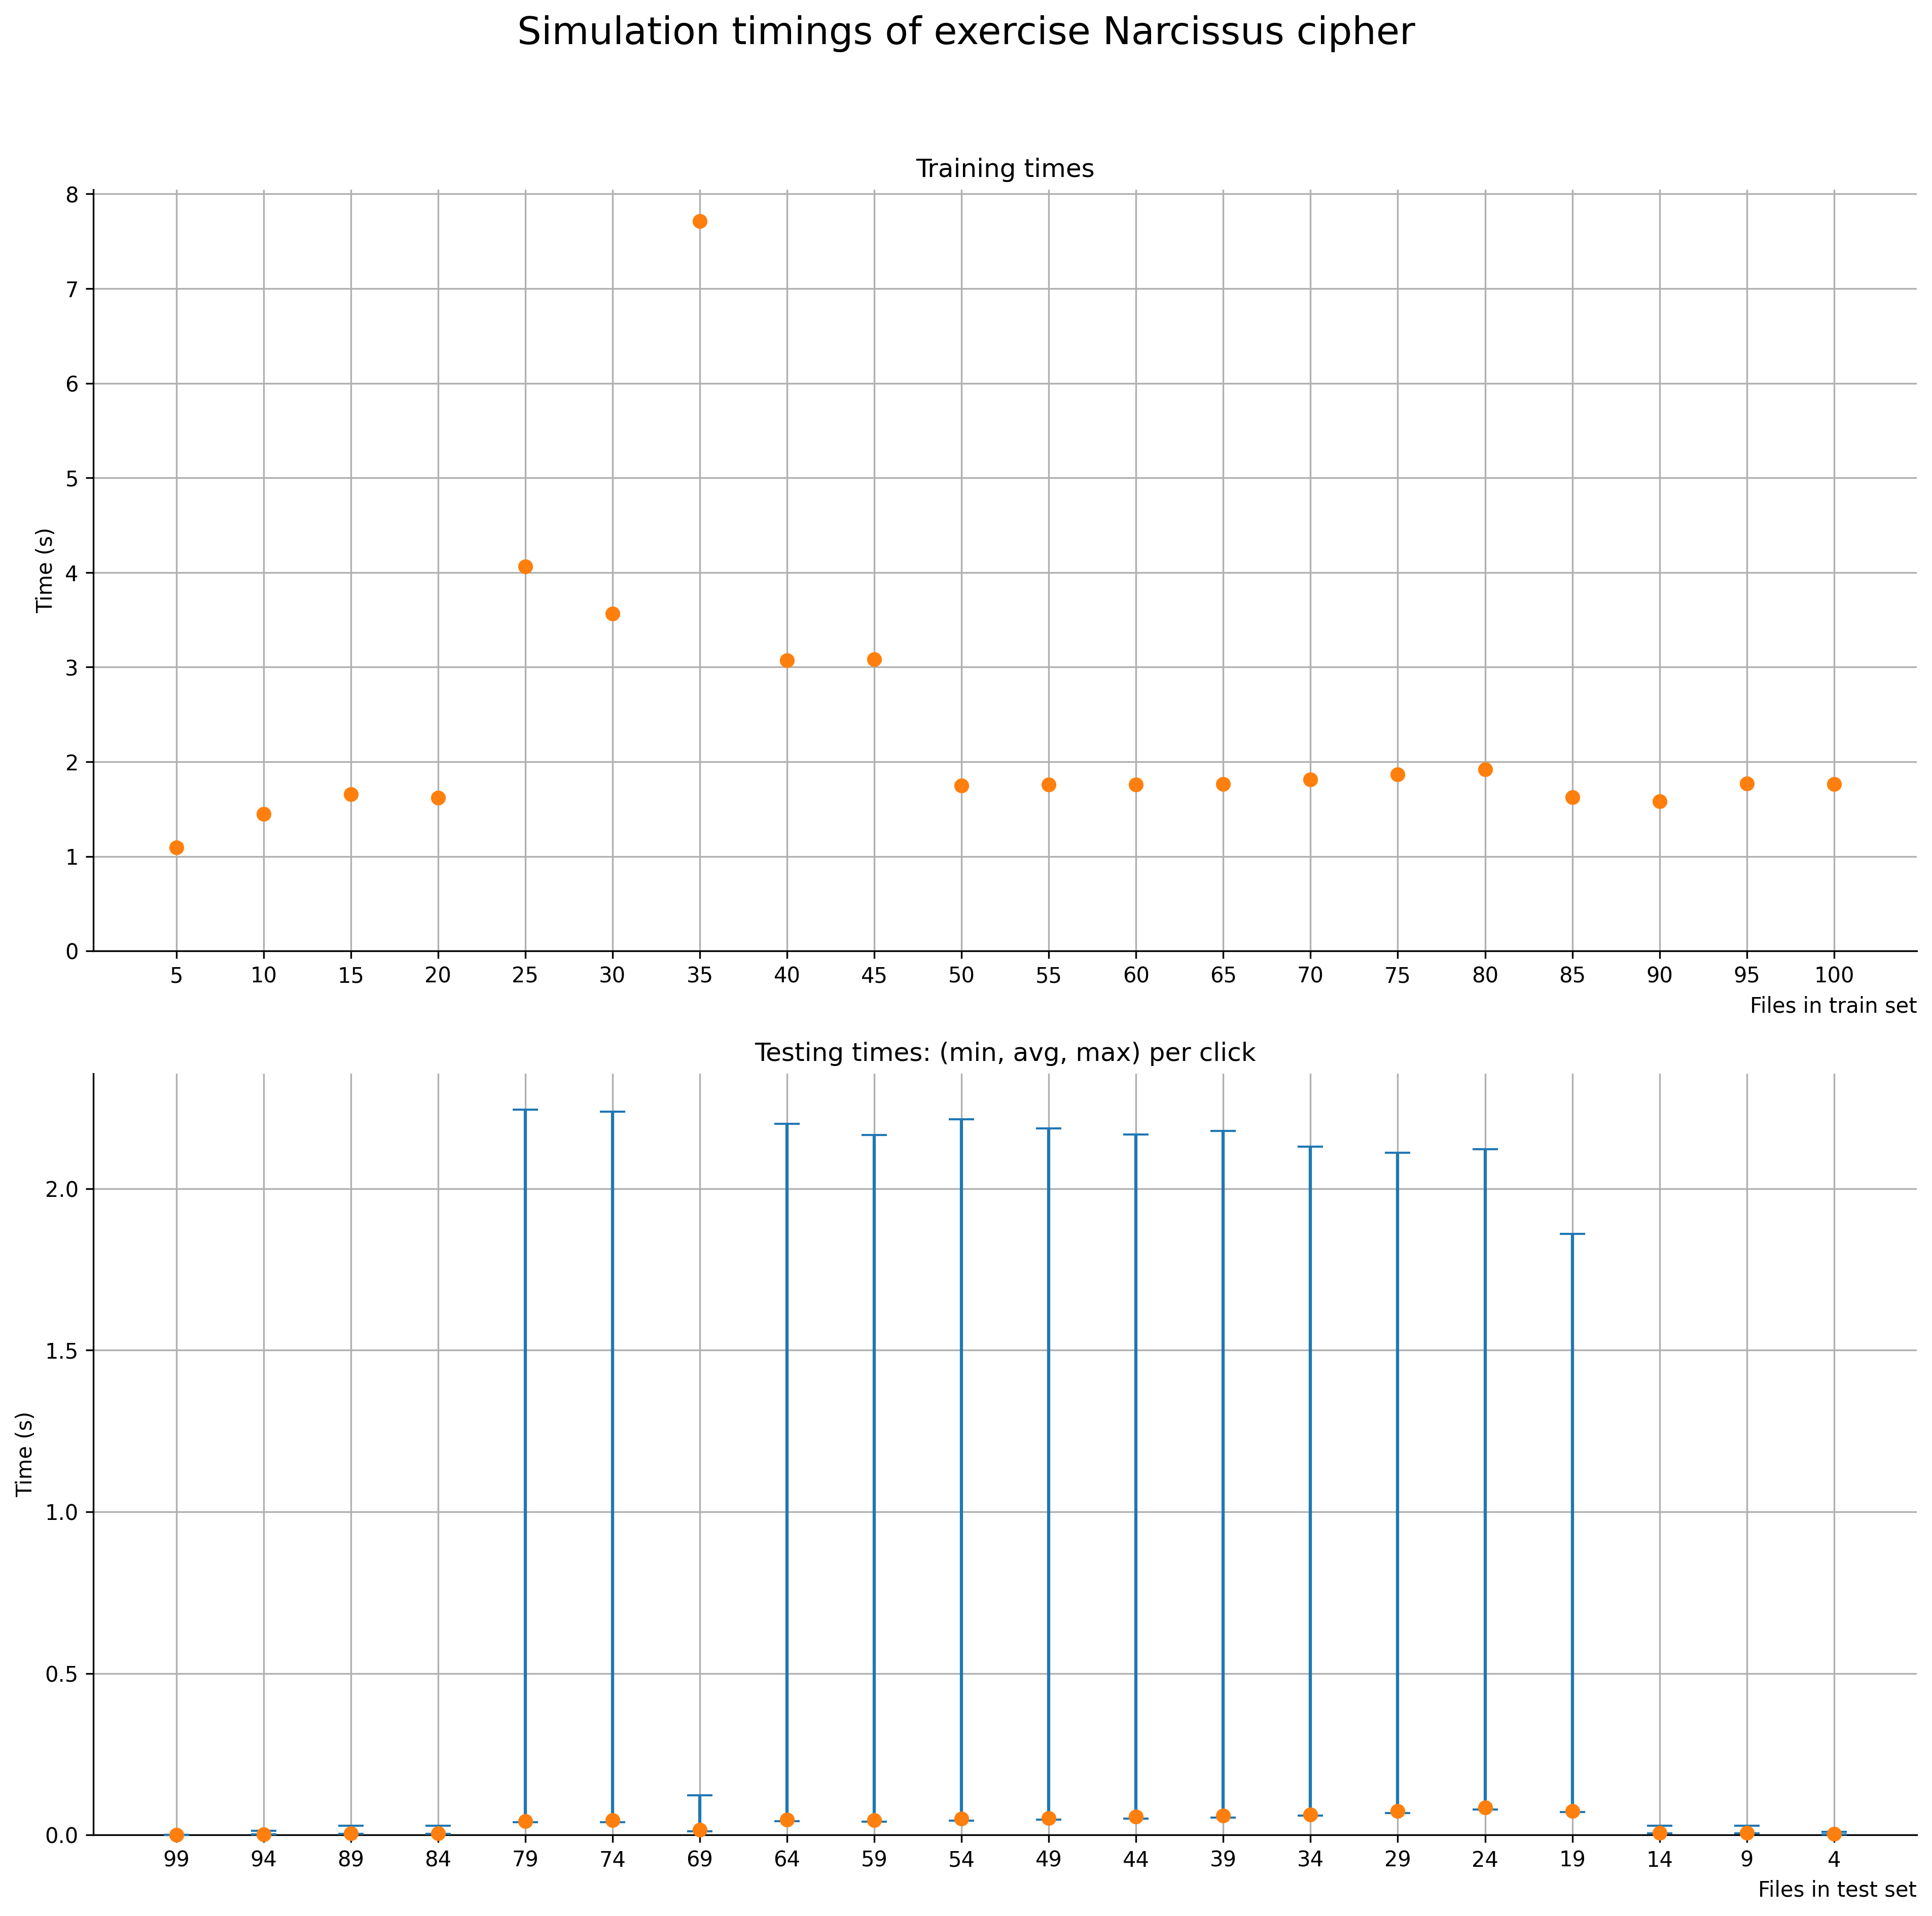 Simulation timings of exercise Narcissus cipher
Training times
8
7
6
5
4
3
2
1
0
Time (s)
5 10 15 20 25 30 35 40 45 50 55 60 65 70 75 80 85 90 95 100
Files in train set
Testing times: (min, avg, max) per click
2.0
1.5
1.0
0.5
0.0
Time (s)
99 94 89 84 79 74 69 64 59 54 49 44 39 34 29 24 19 14 9 4
Files in test set